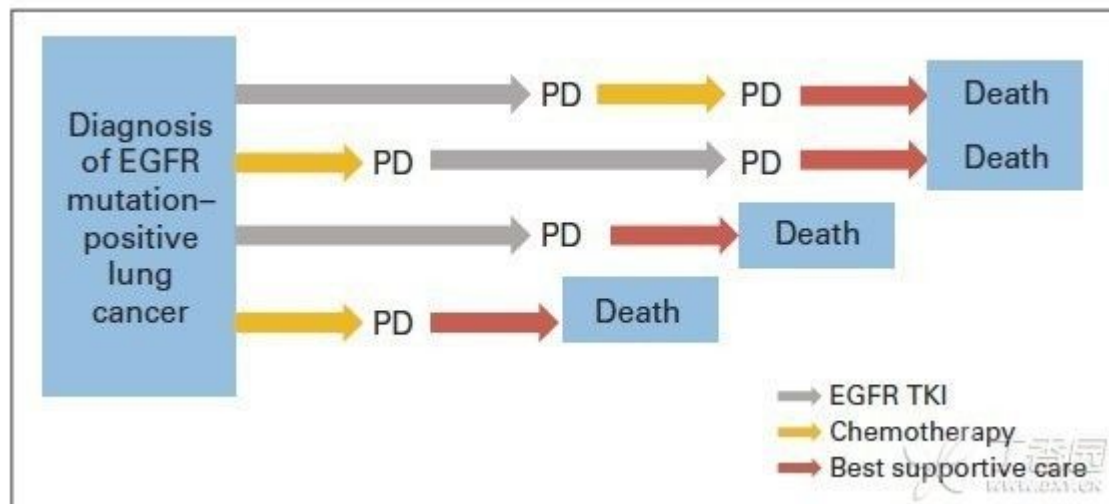 Diagnosis
of EGFR
mutation–
positive
lung
cancer
PD PD Death
PD PD Death
PD Death
PD Death
EGFR TKI
Chemotherapy
Best supportive care